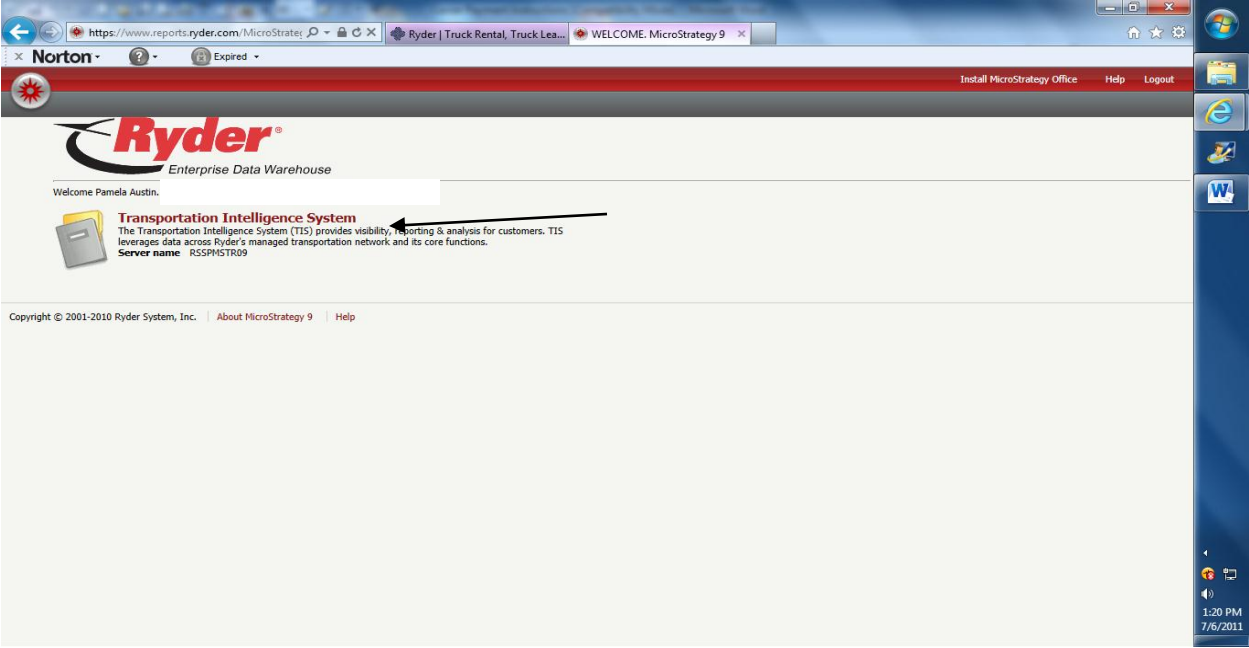 https://www.reports.ryder.com/MicroStrateg
Ryder | Truck Rental, Truck Lea...
WELCOME. MicroStrategy 9
Norton
Expired
Install MicroStrategy Office Help Logout
Ryder®
Enterprise Data Warehouse
Welcome Pamela Austin.
Transportation Intelligence System
The Transportation Intelligence System (TIS) provides visibility, reporting & analysis for customers. TIS
leverages data across Ryder's managed transportation network and its core functions.
Server name RSSPMSTR09
Copyright © 2001-2010 Ryder System, Inc. | About MicroStrategy 9 | Help
1:20 PM
7/6/2011